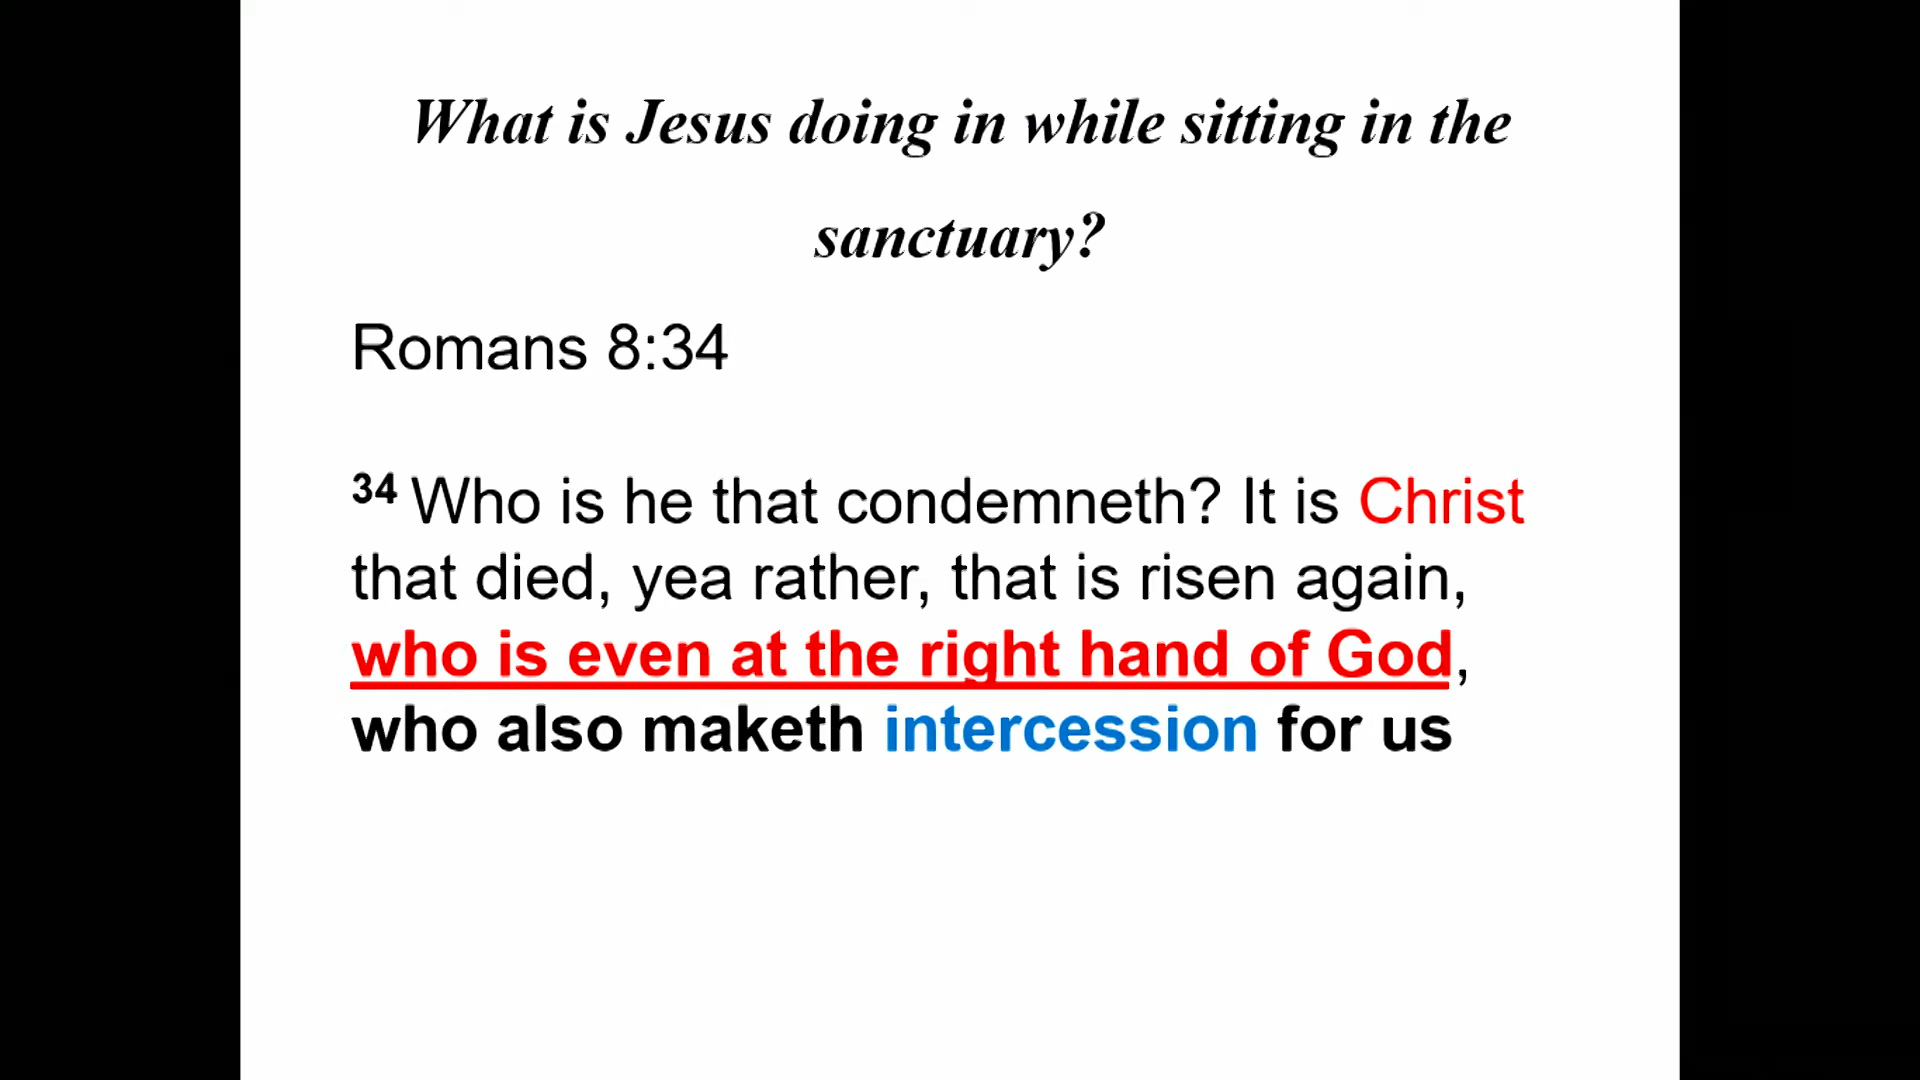 What is Jesus doing in while sitting in the
sanctuary?
Romans 8:34
34 Who is he that condemneth? It is Christ
that died, yea rather, that is risen again,
who is even at the right hand of God,
who also maketh intercession for us